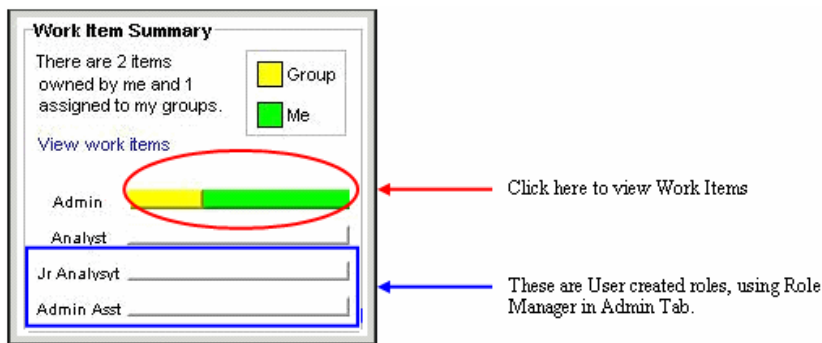 Work Item Summary
There are 2 items
owned by me and 1
assigned to my groups.
Group
Me
View work items
Admin
Analyst
Jr Analysyt
Admin Asst
Click here to view Work Items
These are User created roles, using Role
Manager in Admin Tab.